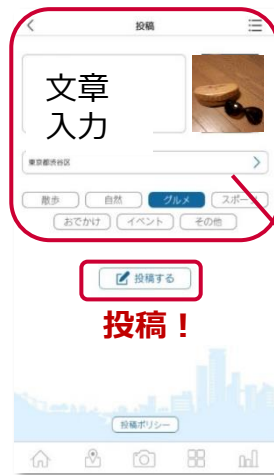 投稿
文章
入力
東京都渋谷区
散歩 自然 グルメ スポー
おでかけ イベント その他
投稿する
投稿！
投稿ポリシー